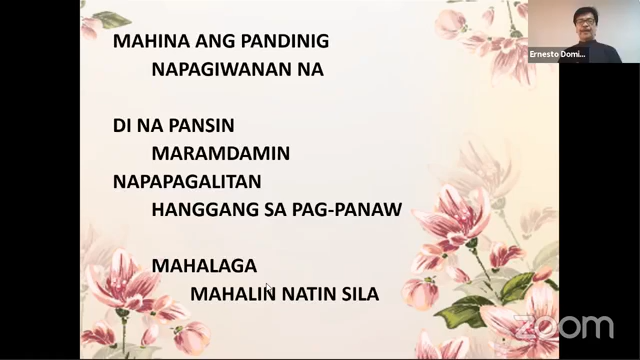 MAHINA ANG PANDINIG
NAPAGIWANAN NA
DI NA PANSIN
MARAMDAMIN
NAPAPAGALITAN
HANGGANG SA PAG-PANAW
MAHALAGA
MAHALIN NATIN SILA
Ernesto Domi...
zoom